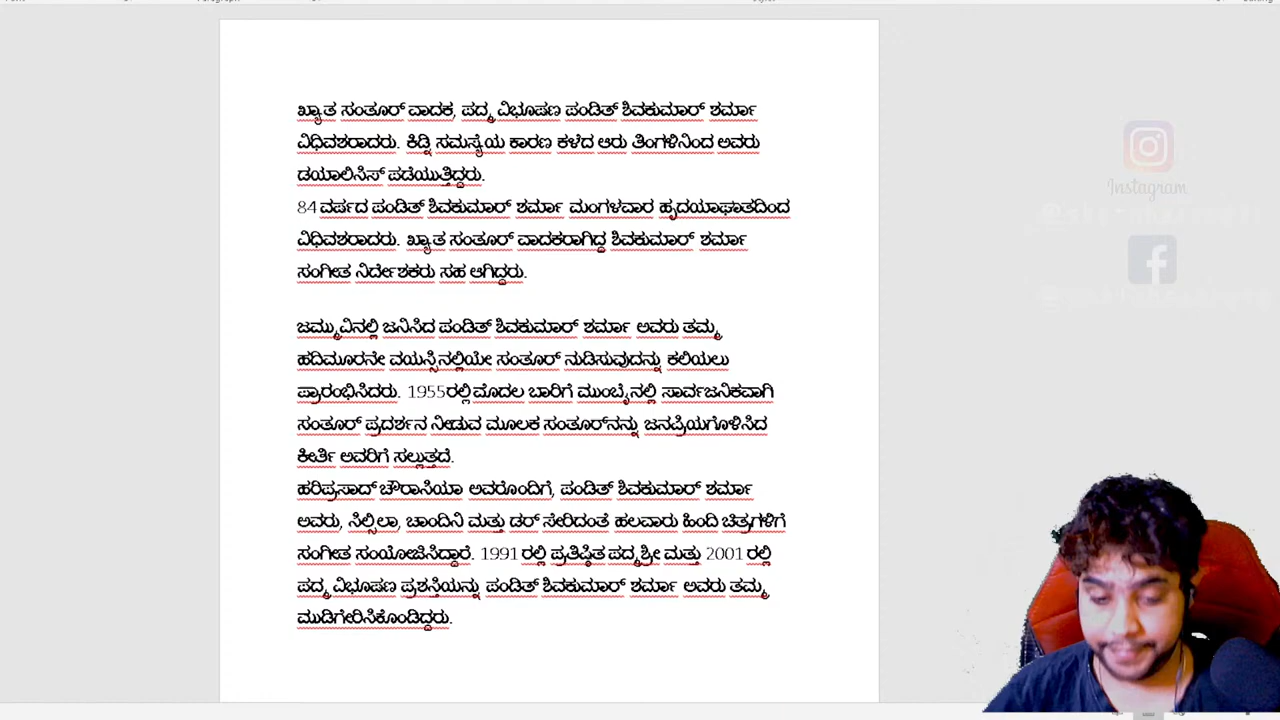 ಖ್ಯಾತ ಸಂತೂರ್ ವಾದಕ, ಪದ್ಮ ವಿಭೂಷಣ ಪಂಡಿತ್ ಶಿವಕುಮಾರ್ ಶರ್ಮಾ
ವಿಧಿವಶರಾದರು. ಕಿಡ್ನಿ ಸಮಸ್ಯೆಯ ಕಾರಣ ಕಳೆದ ಆರು ತಿಂಗಳಿನಿಂದ ಅವರು
ಡಯಾಲಿಸಿಸ್ ಪಡೆಯುತ್ತಿದ್ದರು.
84 ವರ್ಷದ ಪಂಡಿತ್ ಶಿವಕುಮಾರ್ ಶರ್ಮಾ ಮಂಗಳವಾರ ಹೃದಯಾಘಾತದಿಂದ
ವಿಧಿವಶರಾದರು. ಖ್ಯಾತ ಸಂತೂರ್ ವಾದಕರಾಗಿದ್ದ ಶಿವಕುಮಾರ್ ಶರ್ಮಾ
ಸಂಗೀತ ನಿರ್ದೇಶಕರು ಸಹ ಆಗಿದ್ದರು.
ಜಮ್ಮುವಿನಲ್ಲಿ ಜನಿಸಿದ ಪಂಡಿತ್ ಶಿವಕುಮಾರ್ ಶರ್ಮಾ ಅವರು ತಮ್ಮ
ಹದಿಮೂರನೇ ವಯಸ್ಸಿನಲ್ಲಿಯೇ ಸಂತೂರ್ ನುಡಿಸುವುದನ್ನು ಕಲಿಯಲು
ಪ್ರಾರಂಭಿಸಿದರು. 1955ರಲ್ಲಿ ಮೊದಲ ಬಾರಿಗೆ ಮುಂಬೈನಲ್ಲಿ ಸಾರ್ವಜನಿಕವಾಗಿ
ಸಂತೂರ್ ಪ್ರದರ್ಶನ ನೀಡುವ ಮೂಲಕ ಸಂತೂರ್‌ನನ್ನು ಜನಪ್ರಿಯಗೊಳಿಸಿದ
ಕೀರ್ತಿ ಅವರಿಗೆ ಸಲ್ಲುತ್ತದೆ.
ಹರಿಪ್ರಸಾದ್ ಚೌರಾಸಿಯಾ ಅವರೊಂದಿಗೆ, ಪಂಡಿತ್ ಶಿವಕುಮಾರ್ ಶರ್ಮಾ
ಅವರು, ಸಿಲ್ಸಿಲಾ, ಚಾಂದಿನಿ ಮತ್ತು ಡರ್ ಸೇರಿದಂತೆ ಹಲವಾರು ಹಿಂದಿ ಚಿತ್ರಗಳಿಗೆ
ಸಂಗೀತ ಸಂಯೋಜಿಸಿದ್ದಾರೆ. 1991 ರಲ್ಲಿ ಪ್ರತಿಷ್ಠಿತ ಪದ್ಮಶ್ರೀ ಮತ್ತು 2001 ರಲ್ಲಿ
ಪದ್ಮ ವಿಭೂಷಣ ಪ್ರಶಸ್ತಿಯನ್ನು ಪಂಡಿತ್ ಶಿವಕುಮಾರ್ ಶರ್ಮಾ ಅವರು ತಮ್ಮ
ಮುಡಿಗೇರಿಸಿಕೊಂಡಿದ್ದರು.
Instagram